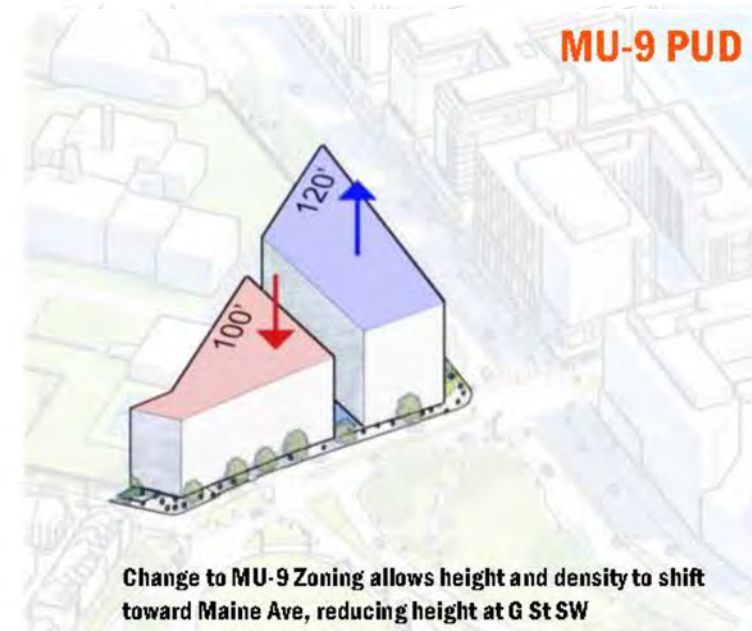 MU-9 PUD
120'
100'
Change to MU-9 Zoning allows height and density to shift
toward Maine Ave, reducing height at G St SW